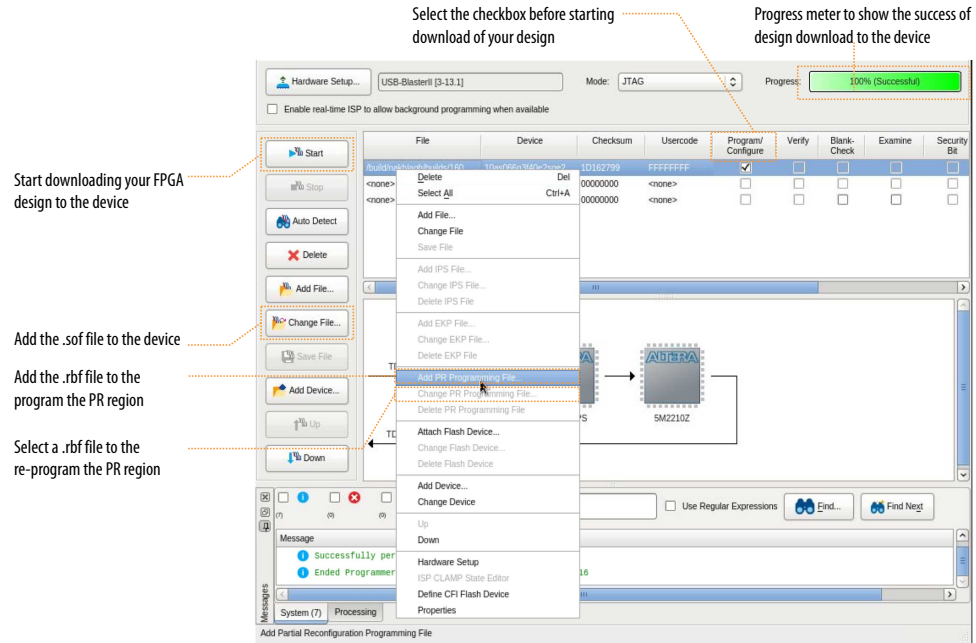 Select the checkbox before starting
download of your design
Progress meter to show the success of
design download to the device
Hardware Setup...
USB-BlasterII [3-13.1]
Mode:
JTAG
Progress:
100% (Successful)
Enable real-time ISP to allow background programming when available
Start downloading your FPGA
design to the device
Add the .sof file to the device
Add the .rbf file to the
program the PR region
Select a .rbf file to the
re-program the PR region
Start
Stop
Auto Detect
Delete
Add File...
Change File...
Save File
Add Device...
Up
Down
File Device Checksum Usercode Program/ Verify Blank- Examine Security
Configure Check Bit
1D162799 FFFFFFFF
<none> 00000000 <none>
<none> 00000000 <none>
Delete Del
Select All Ctrl+A
Add File...
Change File
Save File
Add IPS File...
Change IPS File...
Delete IPS File
Add EKP File...
Change EKP File...
Delete EKP File
Add PR Programming File...
Change PR Programming File...
Delete PR Programming File
Attach Flash Device...
Change Flash Device...
Delete Flash Device
Add Device...
Change Device
Up
Down
Hardware Setup
ISP CLAMP State Editor
Define CFI Flash Device
Properties
ALTERA
5M2210Z
(7) (0) (0)
Use Regular Expressions
Find...
Find Next
Message
Successfully per
Ended Programmer 16
Messages
System (7)
Processing
Add Partial Reconfiguration Programming File